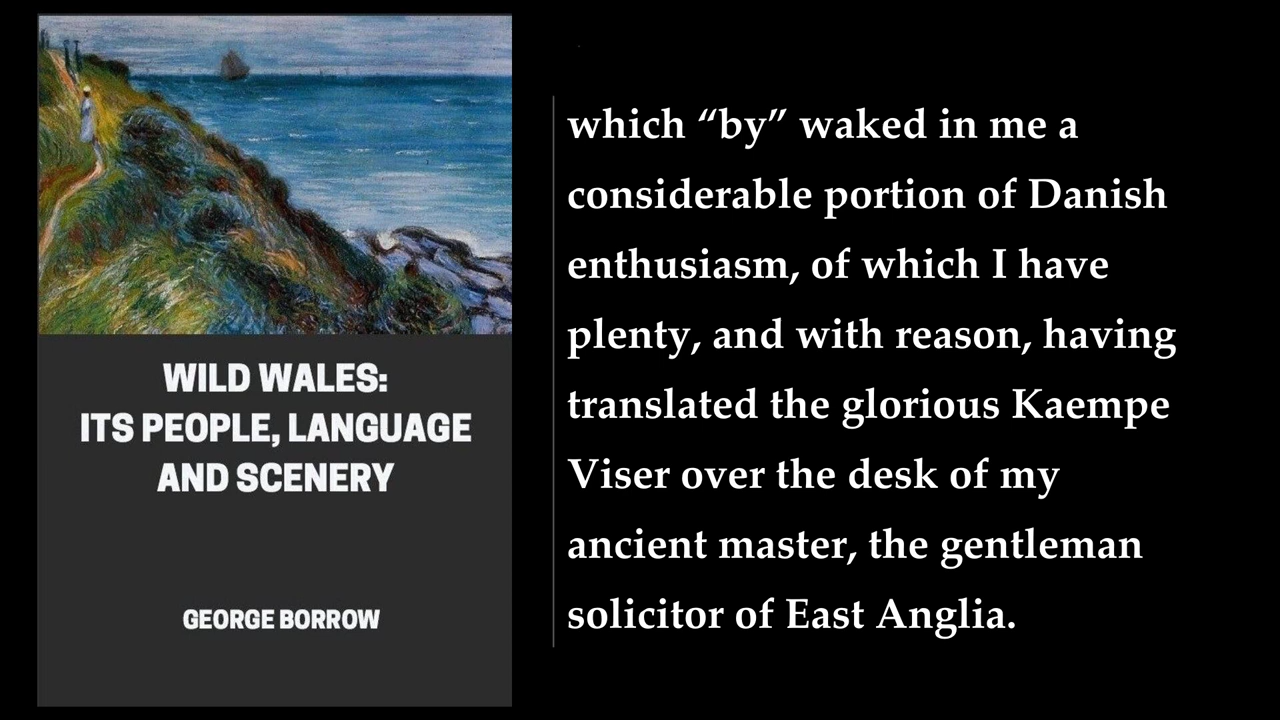 WILD WALES:
ITS PEOPLE, LANGUAGE
AND SCENERY
GEORGE BORROW
which “by” waked in me a
considerable portion of Danish
enthusiasm, of which I have
plenty, and with reason, having
translated the glorious Kaempe
Viser over the desk of my
ancient master, the gentleman
solicitor of East Anglia.